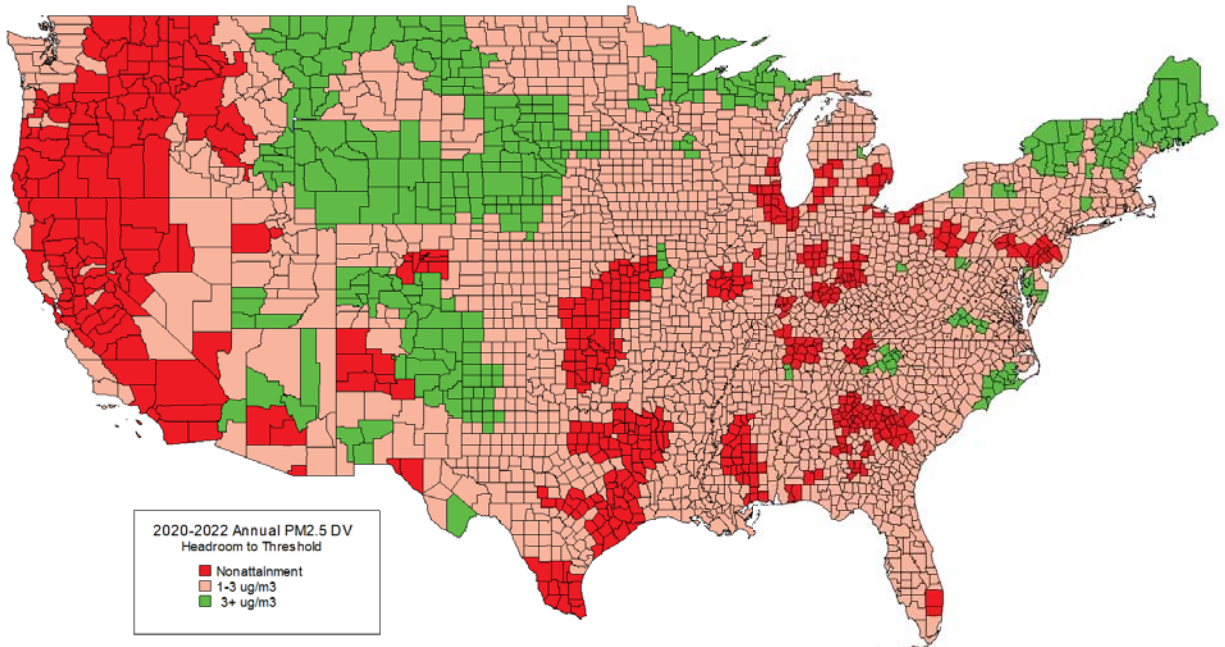 2020-2022 Annual PM2.5 DV
Headroom to Threshold
Nonattainment
1-3 ug/m3
3+ ug/m3